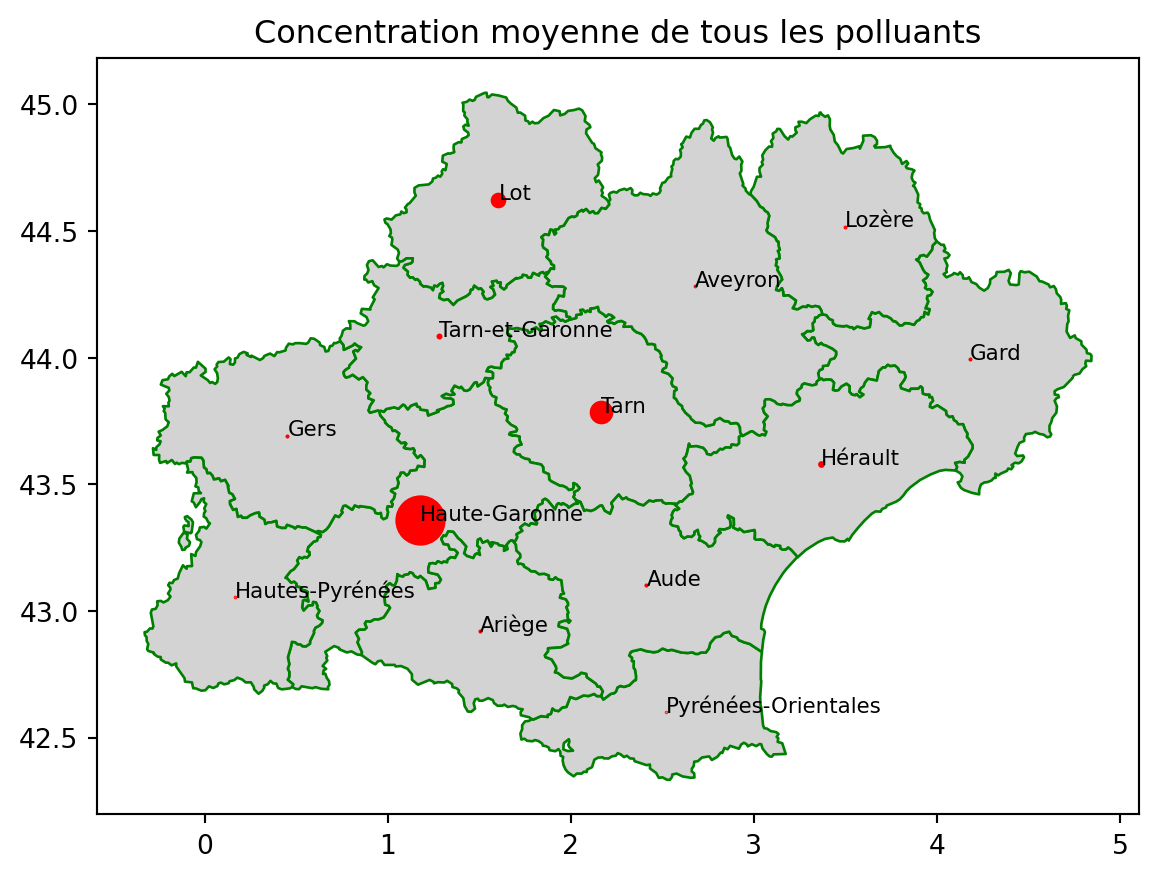 Concentration moyenne de tous les polluants
45.0
44.5
44.0
43.5
43.0
42.5
Lot
Lozère
Aveyron
Tarn-et-Garonne
Gard
Tarn
Gers
Hérault
Haute-Garonne
Hautes-Pyrénées
Aude
Ariège
Pyrénées-Orientales
0 1 2 3 4 5